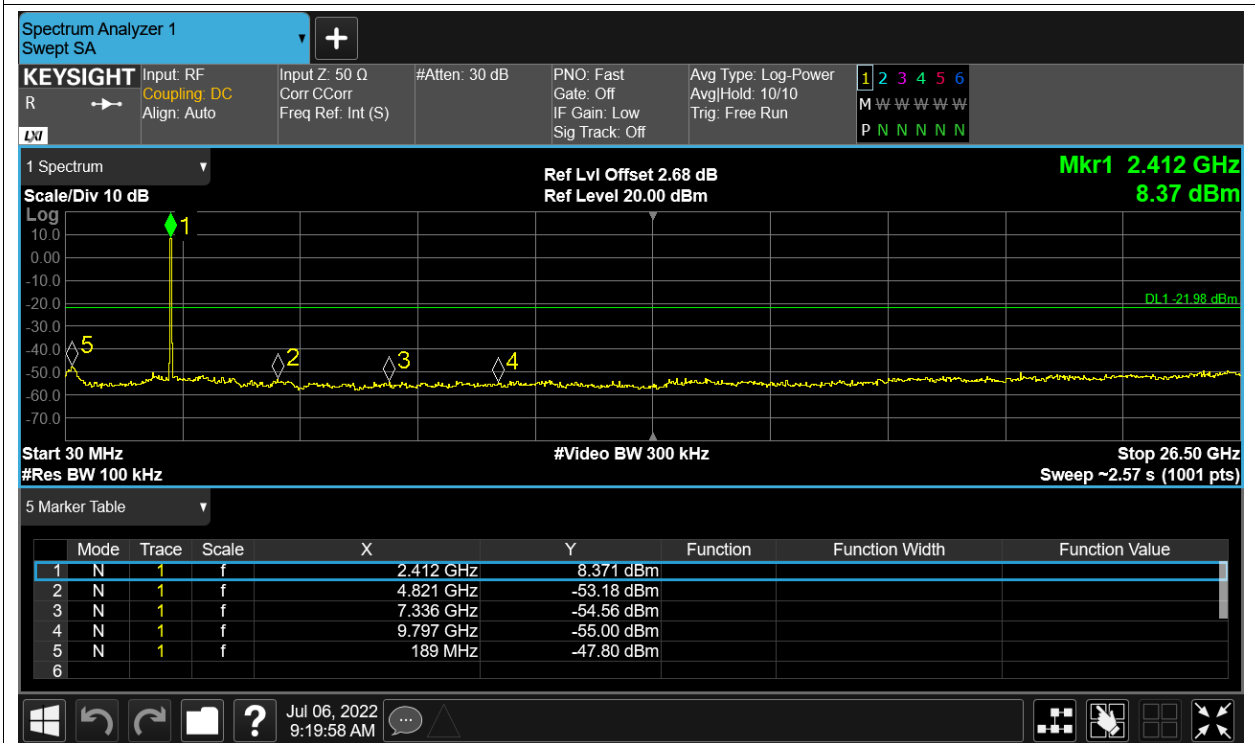 Spectrum Analyzer 1
Swept SA
KEYSIGHT Input: RF Input Z: 50 Ω #Atten: 30 dB PNO: Fast Avg Type: Log-Power 1 2 3 4 5 6
R Coupling: DC Corr CCorr Gate: Off Avg|Hold: 10/10 M W W W W W W
Align: Auto Freq Ref: Int (S) IF Gain: Low Trig: Free Run
LXI Sig Track: Off P N N N N N N
1 Spectrum Ref Lvl Offset 2.68 dB Mkr1 2.412 GHz
Scale/Div 10 dB Ref Level 20.00 dBm 8.37 dBm
Log
1
10.0
0.00
-10.0
-20.0 DL1 -21.98 dBm
-30.0
-40.0 5 2 3 4
-50.0
-60.0
-70.0
Start 30 MHz #Video BW 300 kHz Stop 26.50 GHz
#Res BW 100 kHz Sweep ~2.57 s (1001 pts)
5 Marker Table
Mode Trace Scale X Y Function Function Width Function Value
1 N 1 f 2.412 GHz 8.371 dBm
2 N 1 f 4.821 GHz -53.18 dBm
3 N 1 f 7.336 GHz -54.56 dBm
4 N 1 f 9.797 GHz -55.00 dBm
5 N 1 f 189 MHz -47.80 dBm
6
? Jul 06, 2022
9:19:58 AM